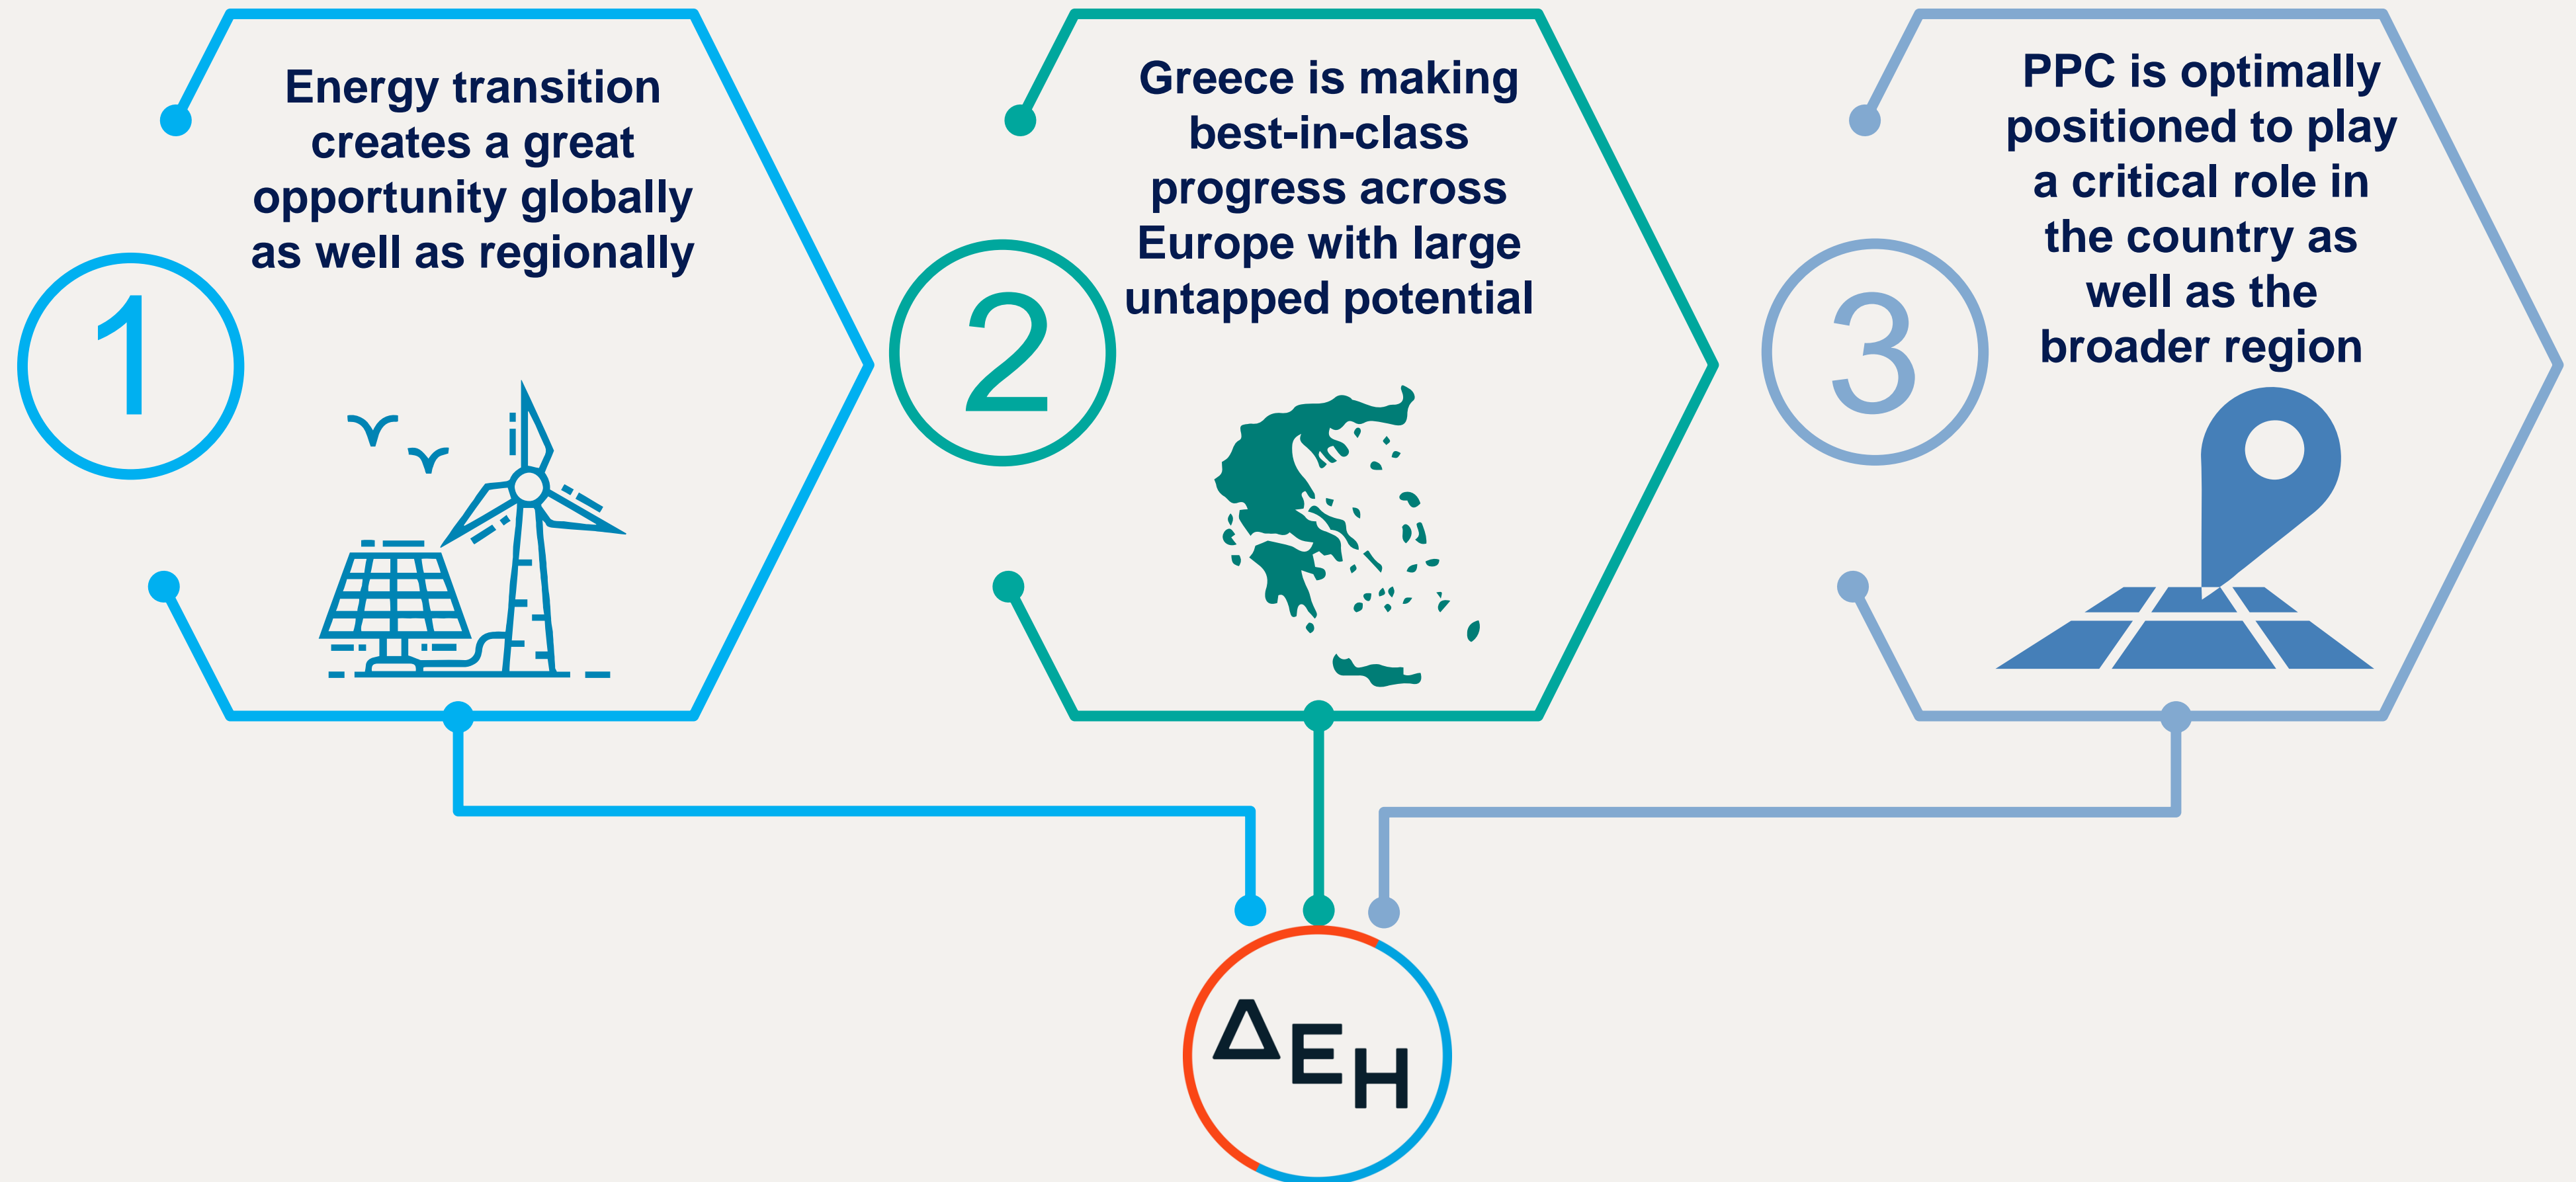 1
Energy transition
creates a great
opportunity globally
as well as regionally
2
Greece is making
best-in-class
progress across
Europe with large
untapped potential
3
PPC is optimally
positioned to play
a critical role in
the country as
well as the
broader region
ΔΕΗ